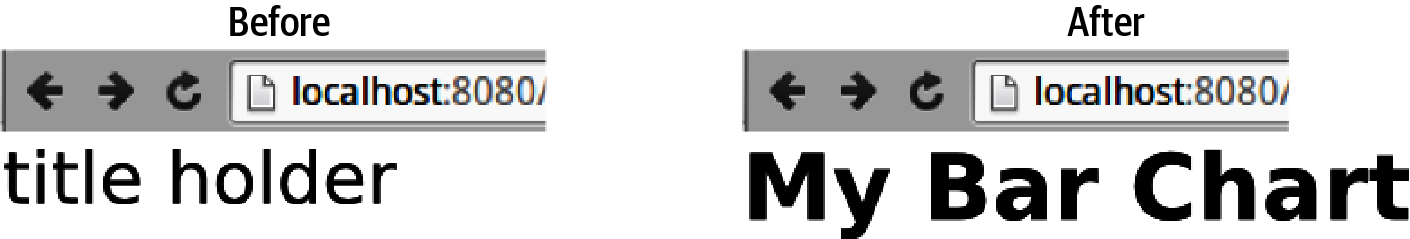 Before
localhost:8080/
title holder
After
localhost:8080/
My Bar Chart